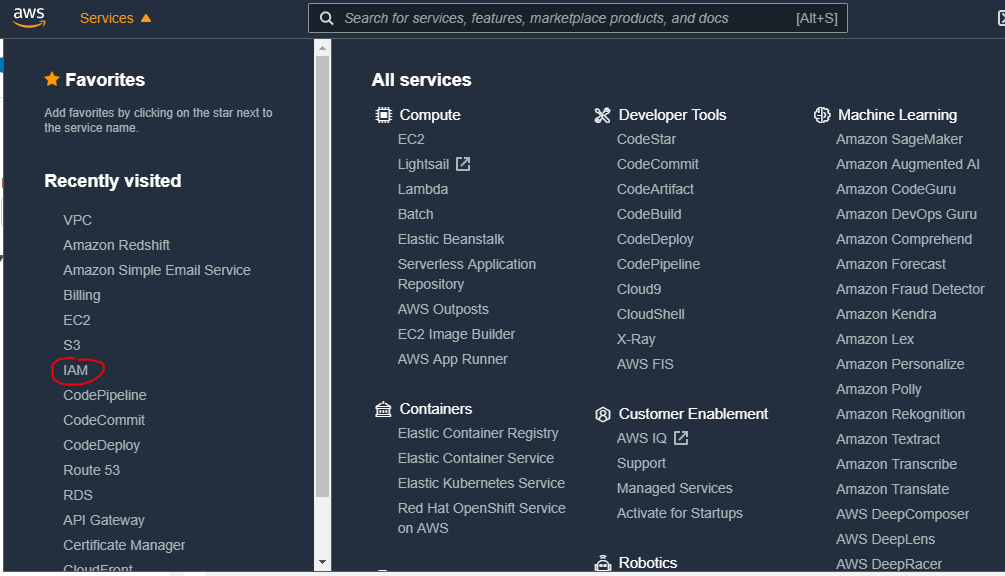 aws
Services
Search for services, features, marketplace products, and docs
[Alt+S]
Favorites
Add favorites by clicking on the star next to
the service name.
Recently visited
VPC
Amazon Redshift
Amazon Simple Email Service
Billing
EC2
S3
IAM
CodePipeline
CodeCommit
CodeDeploy
Route 53
RDS
API Gateway
Certificate Manager
CloudFront
All services
Compute
EC2
Lightsail
Lambda
Batch
Elastic Beanstalk
Serverless Application
Repository
AWS Outposts
EC2 Image Builder
AWS App Runner
Containers
Elastic Container Registry
Elastic Container Service
Elastic Kubernetes Service
Red Hat OpenShift Service
on AWS
Developer Tools
CodeStar
CodeCommit
CodeArtifact
CodeBuild
CodeDeploy
CodePipeline
Cloud9
CloudShell
X-Ray
AWS FIS
Customer Enablement
AWS IQ
Support
Managed Services
Activate for Startups
Robotics
Machine Learning
Amazon SageMaker
Amazon Augmented AI
Amazon CodeGuru
Amazon DevOps Guru
Amazon Comprehend
Amazon Forecast
Amazon Fraud Detector
Amazon Kendra
Amazon Lex
Amazon Personalize
Amazon Polly
Amazon Rekognition
Amazon Textract
Amazon Transcribe
Amazon Translate
AWS DeepComposer
AWS DeepLens
AWS DeepRacer